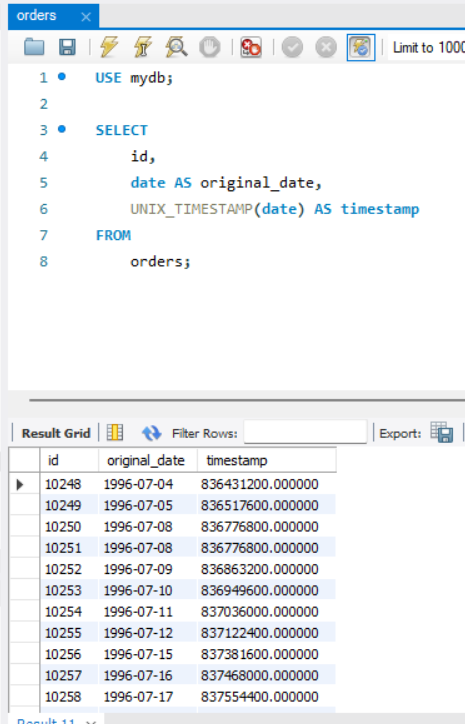 orders
Limit to 1000
1 USE mydb;
2
3 SELECT
4 id,
5 date AS original_date,
6 UNIX_TIMESTAMP(date) AS timestamp
7 FROM
8 orders;
Result Grid Filter Rows: Export:
id original_date timestamp
10248 1996-07-04 836431200.000000
10249 1996-07-05 836517600.000000
10250 1996-07-08 836776800.000000
10251 1996-07-08 836776800.000000
10252 1996-07-09 836863200.000000
10253 1996-07-10 836949600.000000
10254 1996-07-11 837036000.000000
10255 1996-07-12 837122400.000000
10256 1996-07-15 837381600.000000
10257 1996-07-16 837468000.000000
10258 1996-07-17 837554400.000000
Result 11